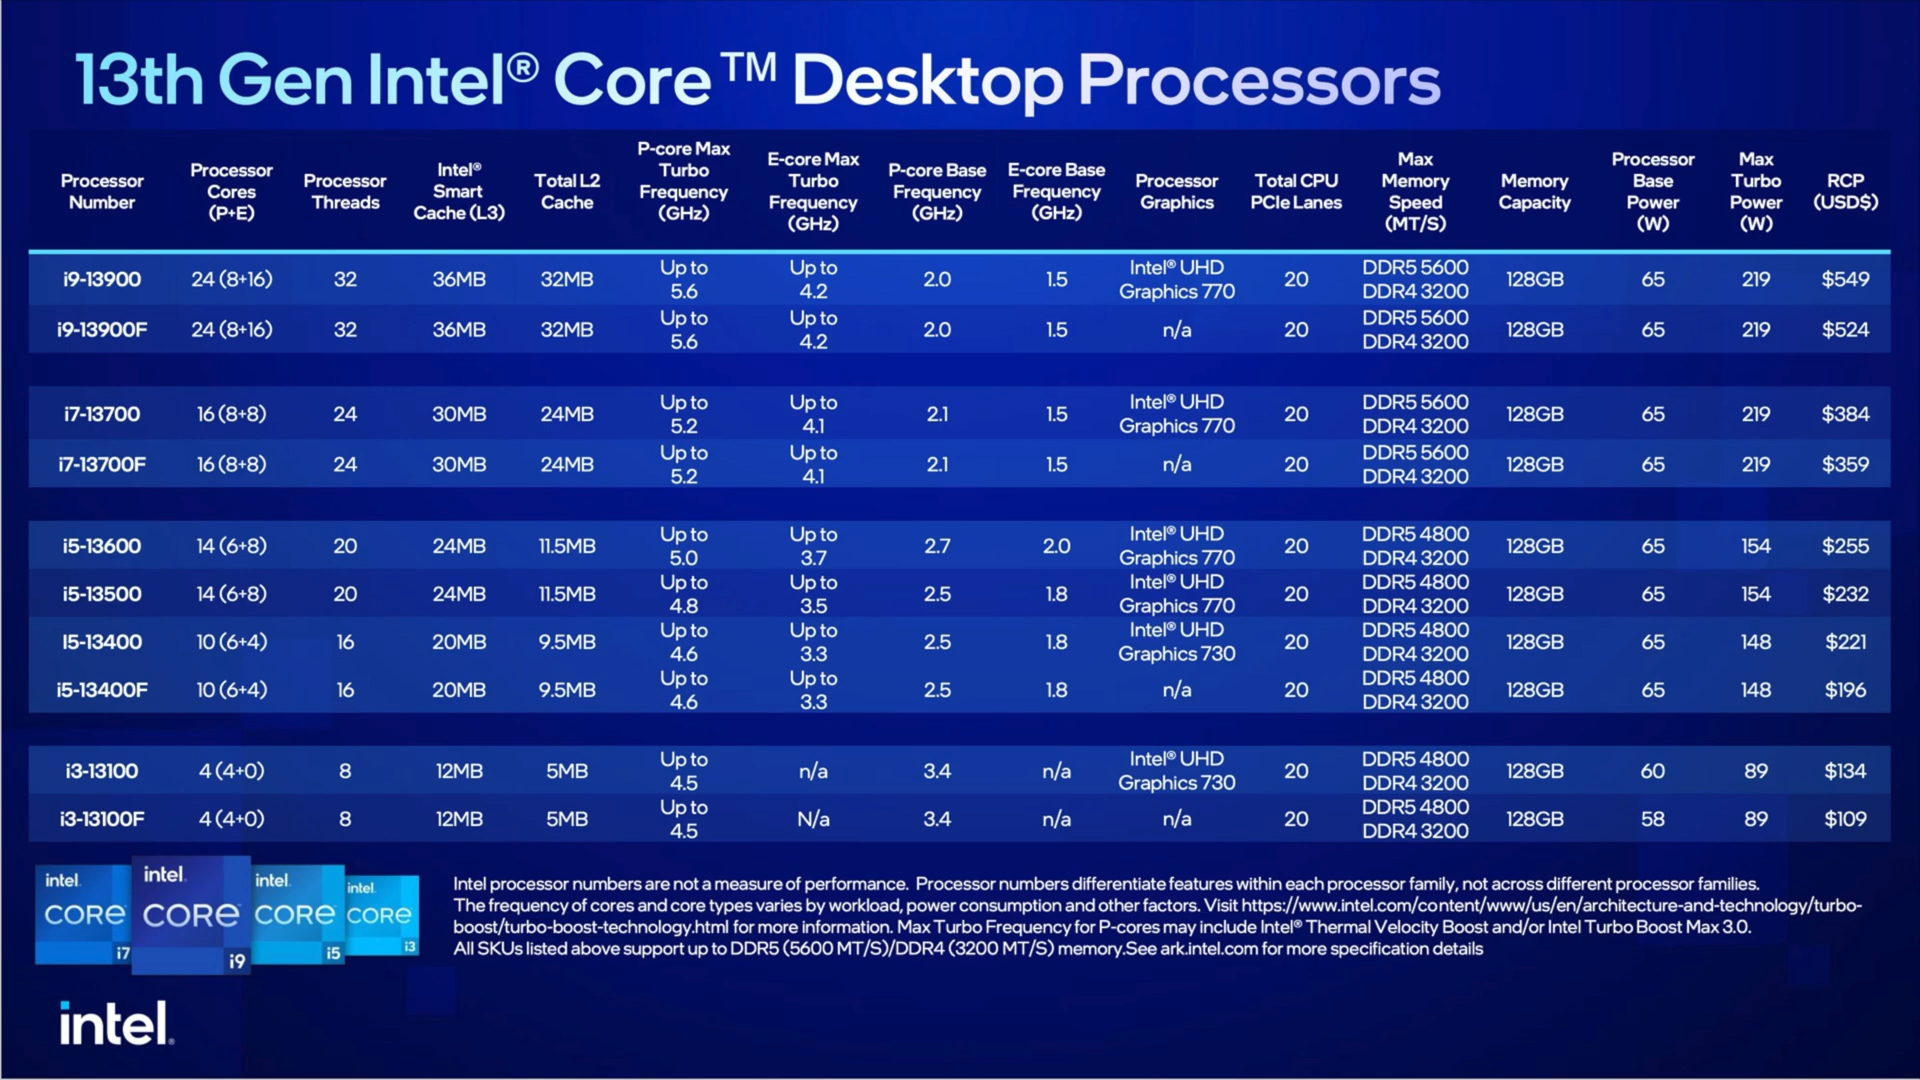 13th Gen Intel® Core™ Desktop Processors
Processor Number | Processor Cores (P+E) | Processor Threads | Intel® Smart Cache (L3) | Total L2 Cache | P-core Max Turbo Frequency (GHz) | E-core Max Turbo Frequency (GHz) | P-core Base Frequency (GHz) | E-core Base Frequency (GHz) | Processor Graphics | Total CPU PCIe Lanes | Max Memory Speed (MT/S) | Memory Capacity | Processor Base Power (W) | Max Turbo Power (W) | RCP (USD$)
i9-13900 | 24 (8+16) | 32 | 36MB | 32MB | Up to 5.6 | Up to 4.2 | 2.0 | 1.5 | Intel® UHD Graphics 770 | 20 | DDR5 5600 DDR4 3200 | 128GB | 65 | 219 | $549
i9-13900F | 24 (8+16) | 32 | 36MB | 32MB | Up to 5.6 | Up to 4.2 | 2.0 | 1.5 | n/a | 20 | DDR5 5600 DDR4 3200 | 128GB | 65 | 219 | $524
i7-13700 | 16 (8+8) | 24 | 30MB | 24MB | Up to 5.2 | Up to 4.1 | 2.1 | 1.5 | Intel® UHD Graphics 770 | 20 | DDR5 5600 DDR4 3200 | 128GB | 65 | 219 | $384
i7-13700F | 16 (8+8) | 24 | 30MB | 24MB | Up to 5.2 | Up to 4.1 | 2.1 | 1.5 | n/a | 20 | DDR5 5600 DDR4 3200 | 128GB | 65 | 219 | $359
i5-13600 | 14 (6+8) | 20 | 24MB | 11.5MB | Up to 5.0 | Up to 3.7 | 2.7 | 2.0 | Intel® UHD Graphics 770 | 20 | DDR5 4800 DDR4 3200 | 128GB | 65 | 154 | $255
i5-13500 | 14 (6+8) | 20 | 24MB | 11.5MB | Up to 4.8 | Up to 3.5 | 2.5 | 1.8 | Intel® UHD Graphics 770 | 20 | DDR5 4800 DDR4 3200 | 128GB | 65 | 154 | $232
I5-13400 | 10 (6+4) | 16 | 20MB | 9.5MB | Up to 4.6 | Up to 3.3 | 2.5 | 1.8 | Intel® UHD Graphics 730 | 20 | DDR5 4800 DDR4 3200 | 128GB | 65 | 148 | $221
i5-13400F | 10 (6+4) | 16 | 20MB | 9.5MB | Up to 4.6 | Up to 3.3 | 2.5 | 1.8 | n/a | 20 | DDR5 4800 DDR4 3200 | 128GB | 65 | 148 | $196
i3-13100 | 4 (4+0) | 8 | 12MB | 5MB | Up to 4.5 | n/a | 3.4 | n/a | Intel® UHD Graphics 730 | 20 | DDR5 4800 DDR4 3200 | 128GB | 60 | 89 | $134
i3-13100F | 4 (4+0) | 8 | 12MB | 5MB | Up to 4.5 | N/a | 3.4 | n/a | n/a | 20 | DDR5 4800 DDR4 3200 | 128GB | 58 | 89 | $109
intel. CORE i7
intel. CORE i9
intel. CORE i5
intel. CORE i3
Intel processor numbers are not a measure of performance. Processor numbers differentiate features within each processor family, not across different processor families.
The frequency of cores and core types varies by workload, power consumption and other factors. Visit https://www.intel.com/content/www/us/en/architecture-and-technology/turbo-
boost/turbo-boost-technology.html for more information. Max Turbo Frequency for P-cores may include Intel® Thermal Velocity Boost and/or Intel Turbo Boost Max 3.0.
All SKUs listed above support up to DDR5 (5600 MT/S)/DDR4 (3200 MT/S) memory.See ark.intel.com for more specification details
intel.